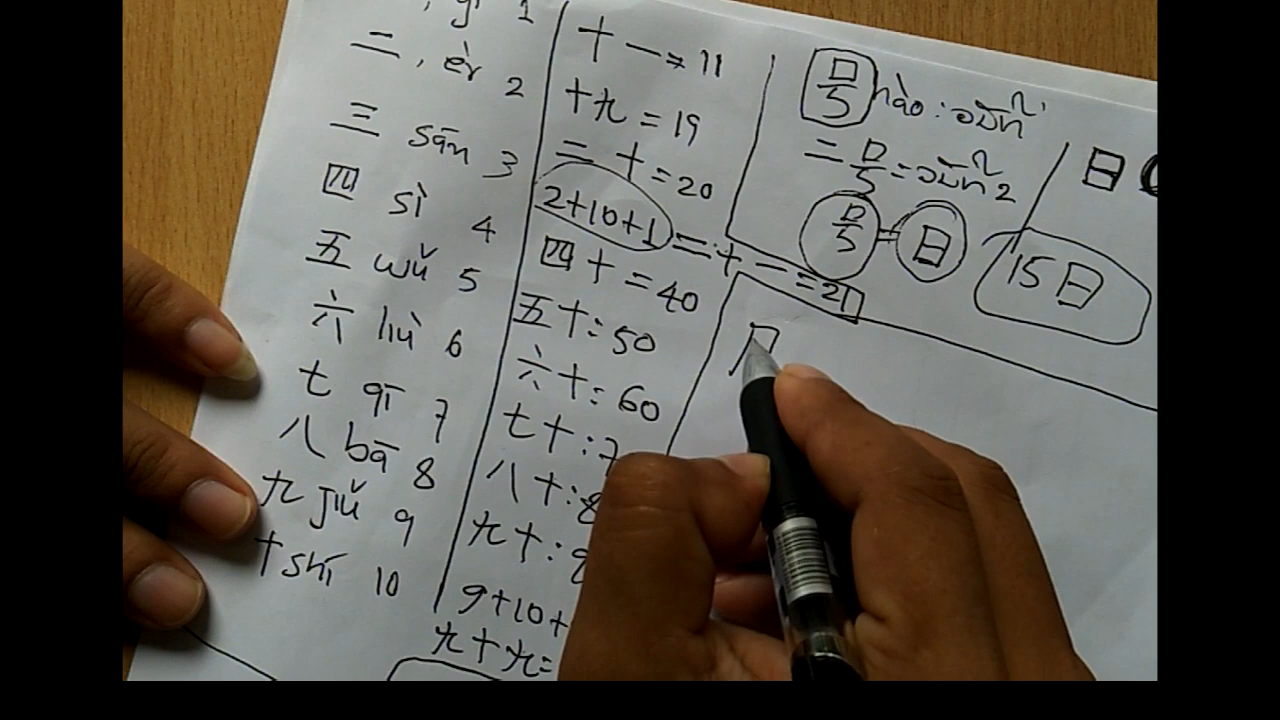 yī 1
二, èr 2
三 sān 3
四 sì 4
五 wǔ 5
六 liù 6
七 qī 7
八 bā 8
九 jiǔ 9
十 shí 10
十一 => 11
十九 = 19
二十 = 20
2+10+1 = 二十一 = 21
四十 = 40
五十: 50
六十: 60
七十: 7
八十: 8
九十: 9
9+10+
九十九=
号 hào:
二号 = 2
号 = 日
日
15日